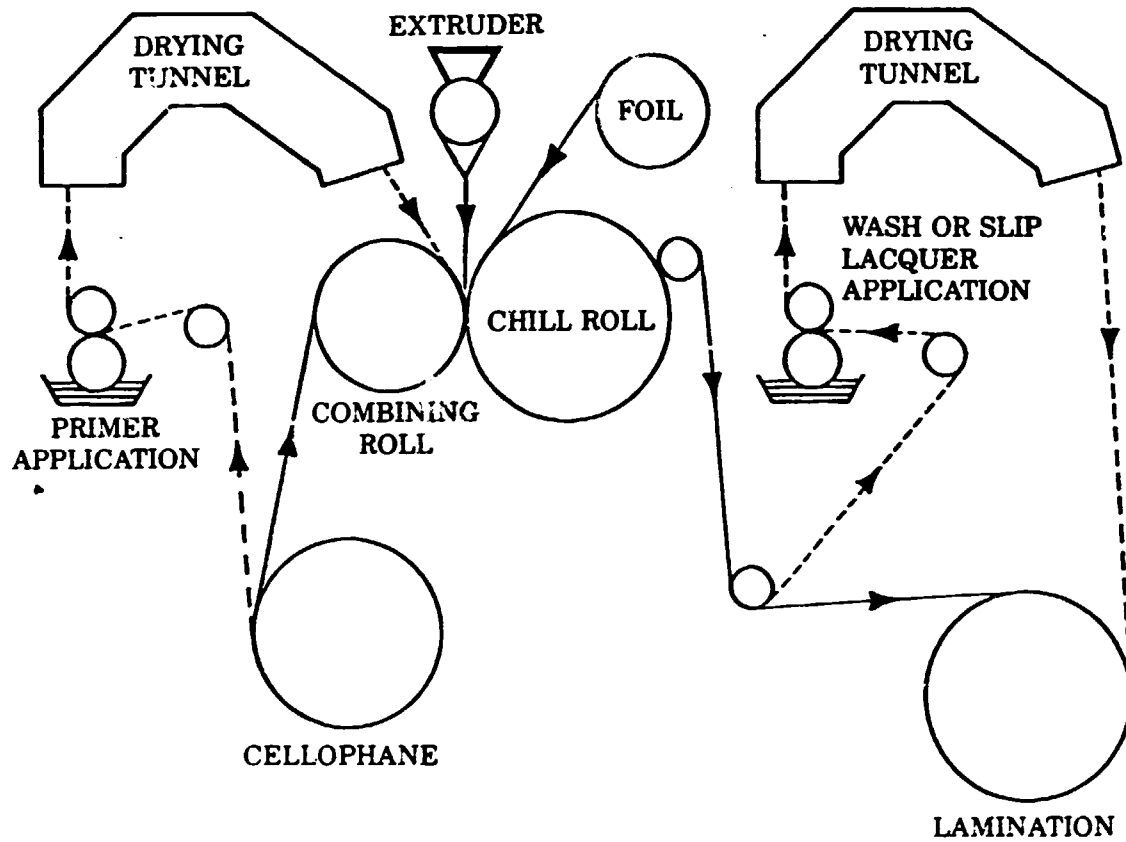 DRYING
TUNNEL
EXTRUDER
FOIL
DRYING
TUNNEL
WASH OR SLIP
LACQUER
APPLICATION
CHILL ROLL
COMBINING
ROLL
PRIMER
APPLICATION
CELLOPHANE
LAMINATION